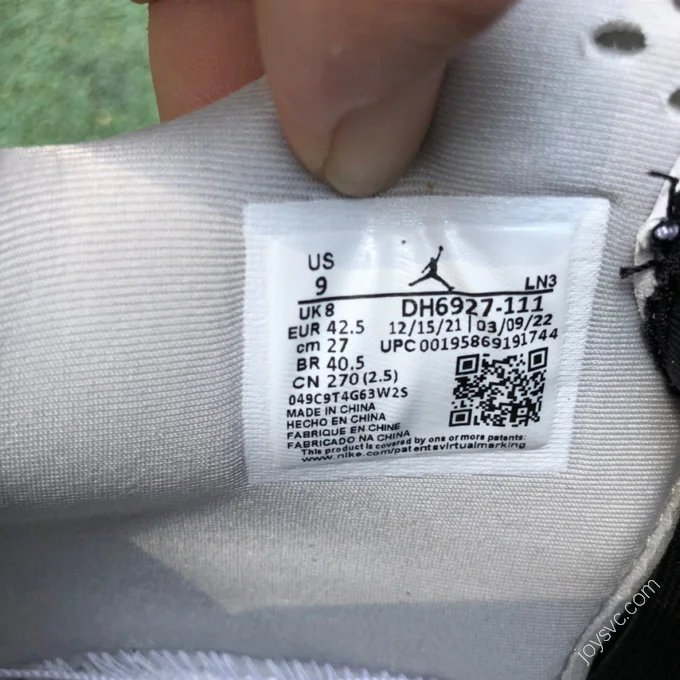 US
9
LN3
UK 8
DH6927-111
EUR 42.5
12/15/21 | 03/09/22
cm 27
UPC 00195869191744
BR 40.5
CN 270 (2.5)
049C9T4G63W2S
MADE IN CHINA
HECHO EN CHINA
FABRIQUE EN CHINE
FABRICADO NA CHINA
This product is covered by one or more patents:
www.nike.com/patentsvirtualmarking
joysvc.com